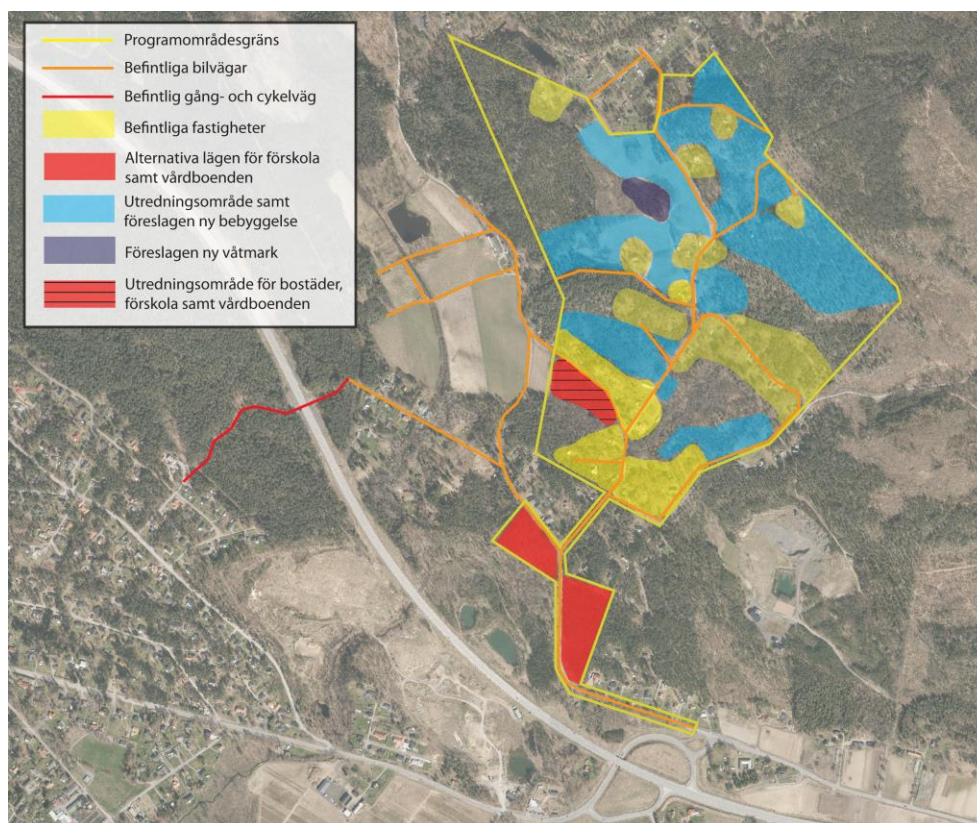 Programområdesgräns
Befintliga bilvägar
Befintlig gång- och cykelväg
Befintliga fastigheter
Alternativa lägen för förskola
samt vårdboenden
Utredningsområde samt
föreslagen ny bebyggelse
Föreslagen ny våtmark
Utredningsområde för bostäder,
förskola samt vårdboenden